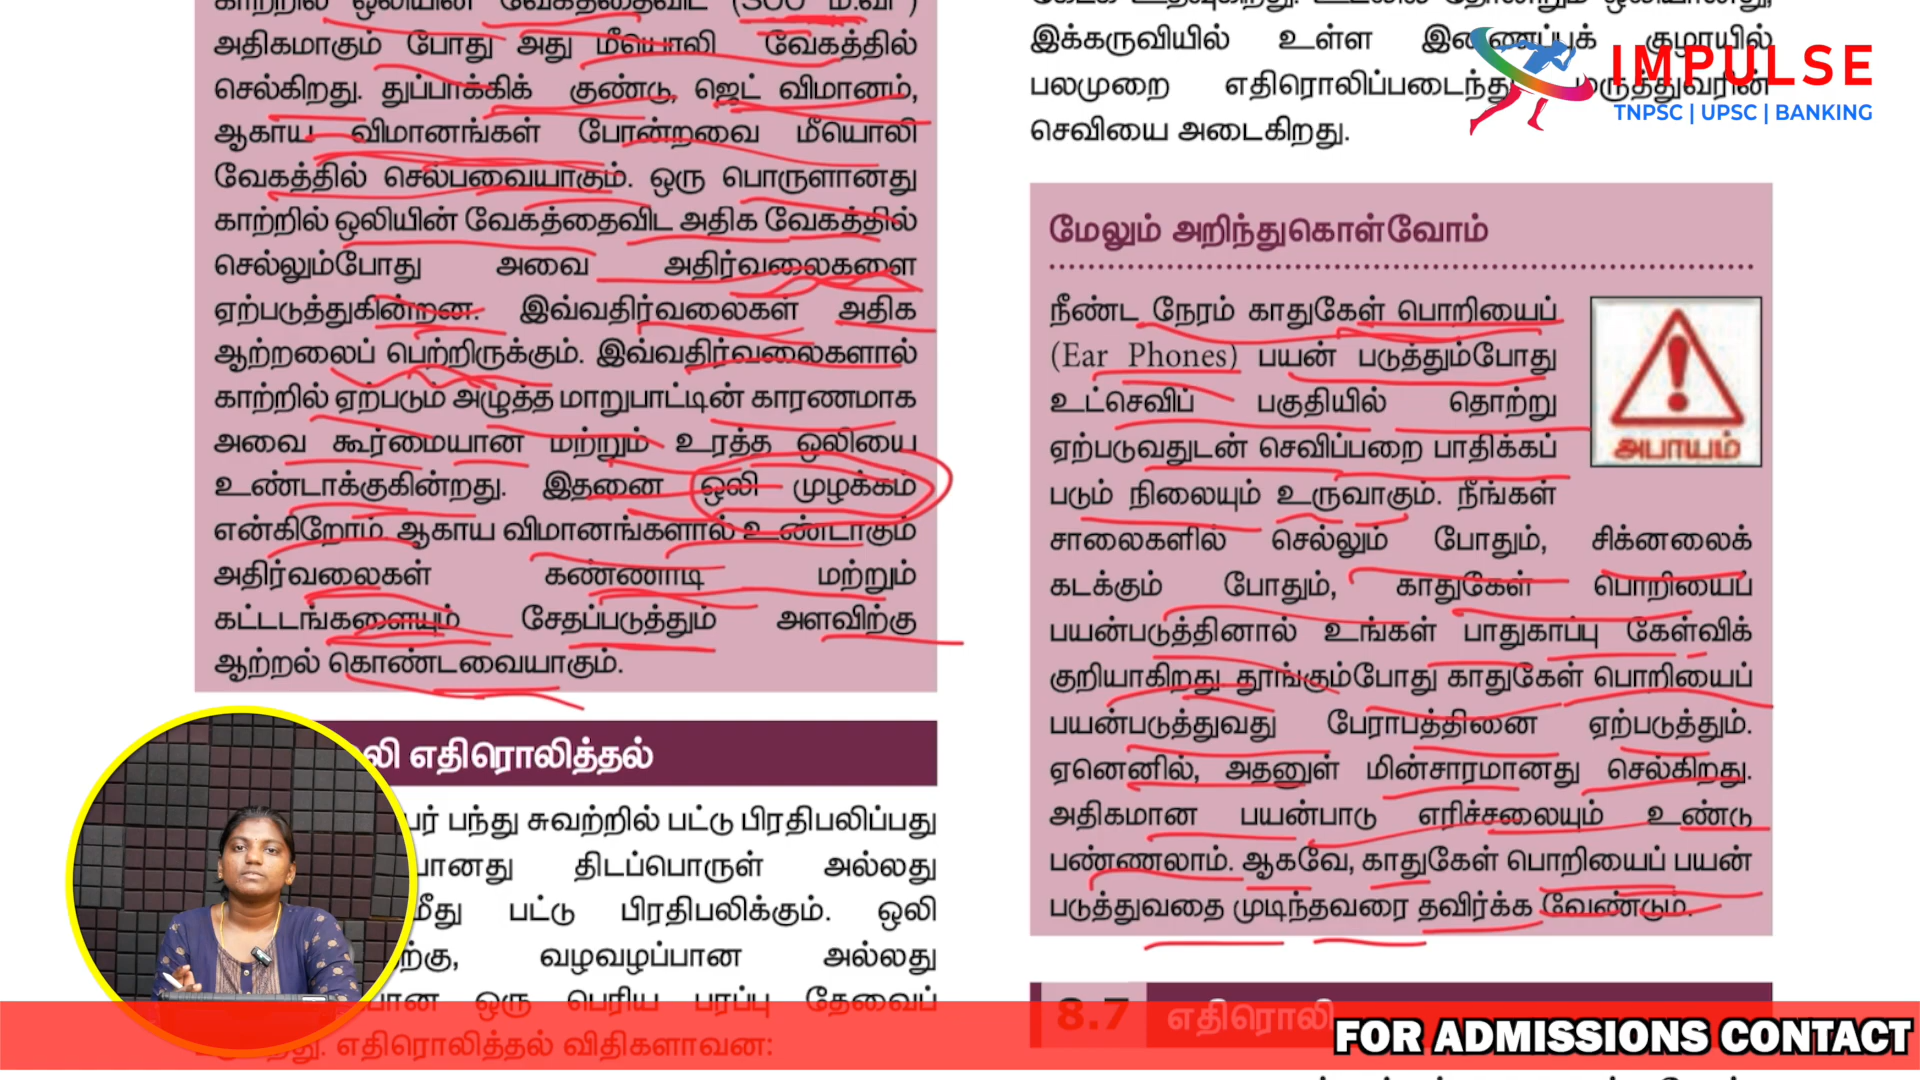 காற்றில் ஒலியின் வேகத்தைவிட
அதிகமாகும் போது அது மீயொலி வேகத்தில்
செல்கிறது. துப்பாக்கிக் குண்டு, ஜெட் விமானம்,
ஆகாய விமானங்கள் போன்றவை மீயொலி
வேகத்தில் செல்பவையாகும். ஒரு பொருளானது
காற்றில் ஒலியின் வேகத்தைவிட அதிக வேகத்தில்
செல்லும்போது அவை அதிர்வலைகளை
ஏற்படுத்துகின்றன. இவ்வதிர்வலைகள் அதிக
ஆற்றலைப் பெற்றிருக்கும். இவ்வதிர்வலைகளால்
காற்றில் ஏற்படும் அழுத்த மாறுபாட்டின் காரணமாக
அவை கூர்மையான மற்றும் உரத்த ஒலியை
உண்டாக்குகின்றது. இதனை ஒலி முழக்கம்
என்கிறோம். ஆகாய விமானங்களால் உண்டாகும்
அதிர்வலைகள் கண்ணாடி மற்றும்
கட்டடங்களையும் சேதப்படுத்தும் அளவிற்கு
ஆற்றல் கொண்டவையாகும்.
லி எதிரொலித்தல்
பர் பந்து சுவற்றில் பட்டு பிரதிபலிப்பது
பானது திடப்பொருள் அல்லது
மீது பட்டு பிரதிபலிக்கும். ஒலி
ற்கு, வழவழப்பான அல்லது
பான ஒரு பெரிய பரப்பு தேவைப்
எதிரொலித்தல் விதிகளாவன:
இக்கருவியில் உள்ள இணைப்புக் குழாயில்
பலமுறை எதிரொலிப்படைந்து மருத்துவரின்
செவியை அடைகிறது.
IMPULSE
TNPSC | UPSC | BANKING
மேலும் அறிந்துகொள்வோம்
நீண்ட நேரம் காதுகேள் பொறியைப்
(Ear Phones) பயன் படுத்தும்போது
உட்செவிப் பகுதியில் தொற்று
ஏற்படுவதுடன் செவிப்பறை பாதிக்கப்
படும் நிலையும் உருவாகும். நீங்கள்
சாலைகளில் செல்லும் போதும், சிக்னலைக்
கடக்கும் போதும், காதுகேள் பொறியைப்
பயன்படுத்தினால் உங்கள் பாதுகாப்பு கேள்விக்
குறியாகிறது தூங்கும்போது காதுகேள் பொறியைப்
பயன்படுத்துவது பேராபத்தினை ஏற்படுத்தும்.
ஏனெனில், அதனுள் மின்சாரமானது செல்கிறது.
அதிகமான பயன்பாடு எரிச்சலையும் உண்டு
பண்ணலாம். ஆகவே, காதுகேள் பொறியைப் பயன்
படுத்துவதை முடிந்தவரை தவிர்க்க வேண்டும்.
அபாயம்
8.7 எதிரொலி
FOR ADMISSIONS CONTACT